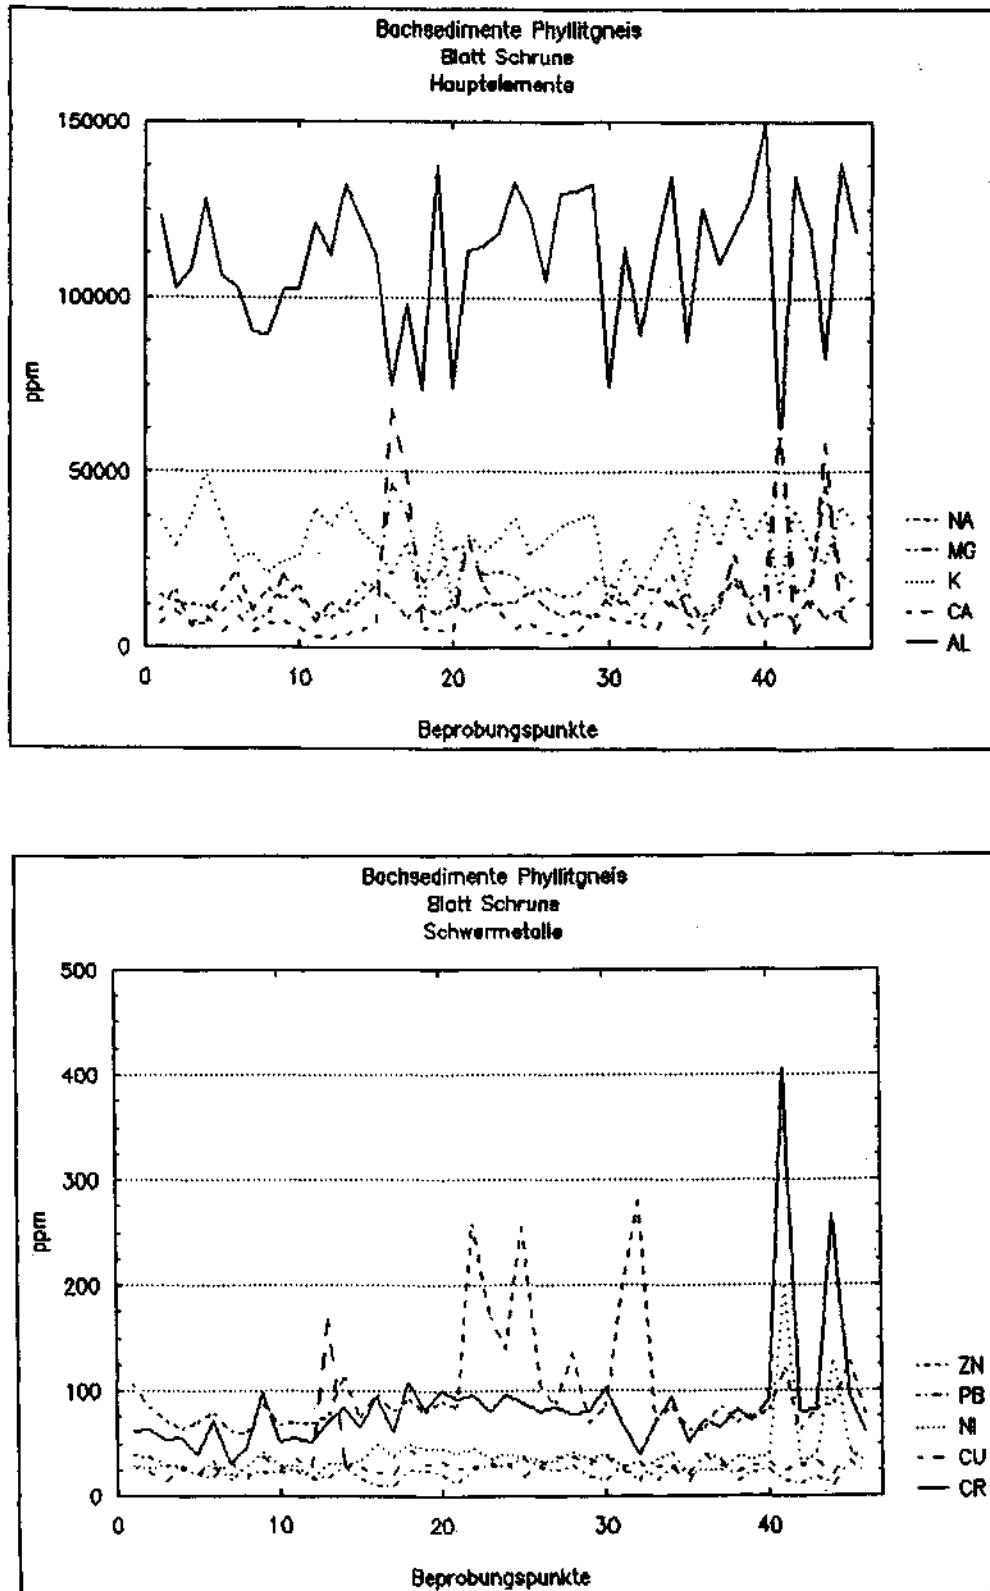 Bachsedimente Phyllitgneis
Blatt Schruns
Hauptelemente
150000
100000
50000
0
ppm
0 10 20 30 40
Beprobungspunkte
NA
MG
K
CA
AL
Bachsedimente Phyllitgneis
Blatt Schruns
Schwermetalle
500
400
300
200
100
0
ppm
0 10 20 30 40
Beprobungspunkte
ZN
PB
NI
CU
CR